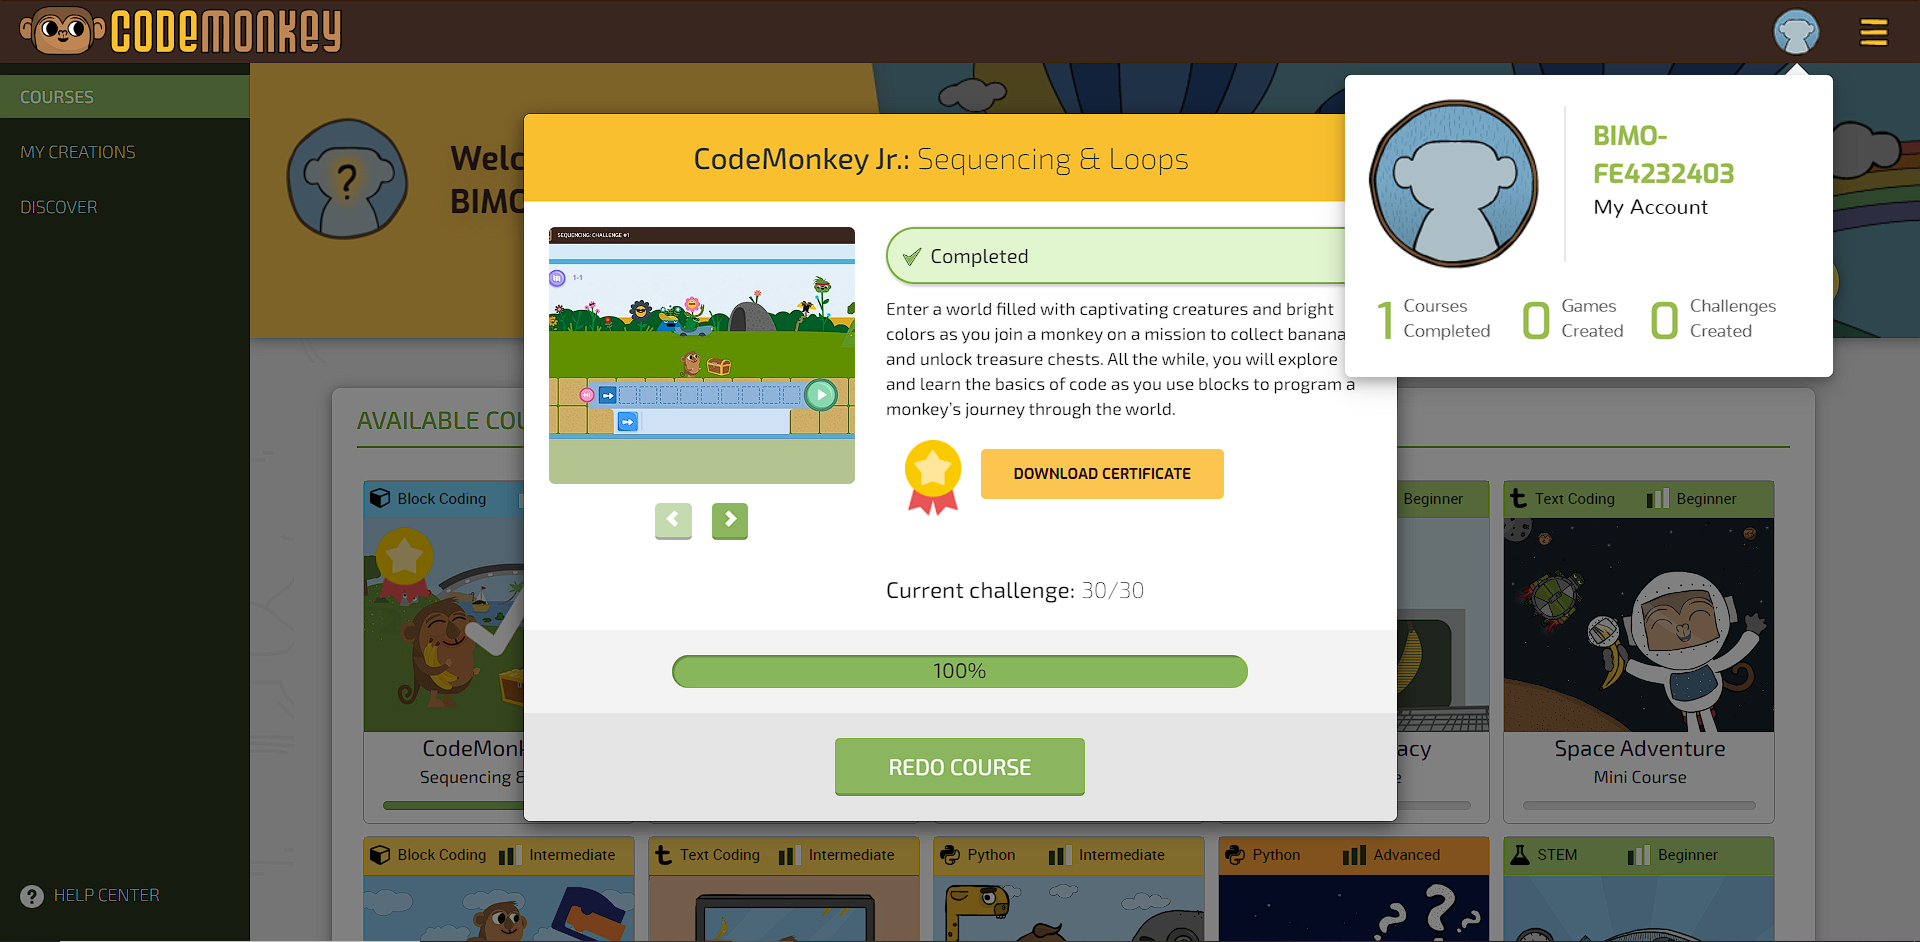 CODEMONKEY
COURSES
MY CREATIONS
DISCOVER
HELP CENTER
Welc
BIMO
BIMO-
FE4232403
My Account
1 Courses Completed
0 Games Created
0 Challenges Created
CodeMonkey Jr.: Sequencing & Loops
SEQUENCING: CHALLENGE #1
1-1
Completed
Enter a world filled with captivating creatures and bright
colors as you join a monkey on a mission to collect banana
and unlock treasure chests. All the while, you will explore
and learn the basics of code as you use blocks to program a
monkey's journey through the world.
DOWNLOAD CERTIFICATE
Current challenge: 30/30
100%
REDO COURSE
AVAILABLE COU
Block Coding
Beginner
Text Coding Beginner
CodeMonk
Sequencing &
acy
Space Adventure
Mini Course
Block Coding Intermediate
Text Coding Intermediate
Python Intermediate
Python Advanced
STEM Beginner